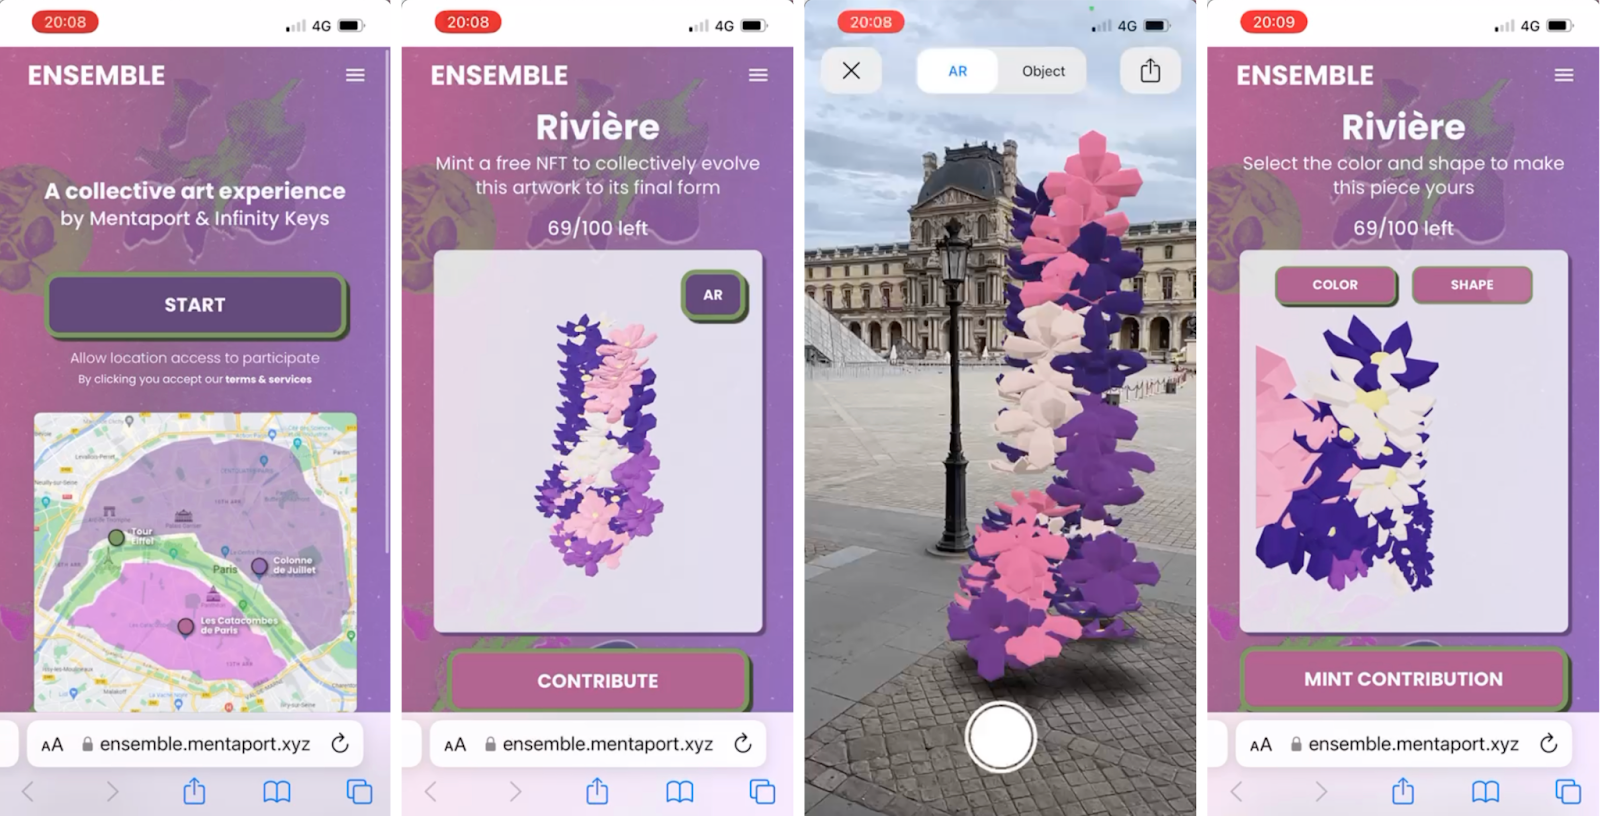 20:08
4G
ENSEMBLE
A collective art experience
by Mentaport & Infinity Keys
START
Allow location access to participate
By clicking you accept our terms & services
Tour
Eiffel
Paris
Colonne
de Juillet
Les Catacombes
de Paris
AA ensemble.mentaport.xyz
20:08
4G
ENSEMBLE
Rivière
Mint a free NFT to collectively evolve
this artwork to its final form
69/100 left
AR
CONTRIBUTE
AA ensemble.mentaport.xyz
20:08
4G
AR Object
20:09
4G
ENSEMBLE
Rivière
Select the color and shape to make
this piece yours
69/100 left
COLOR SHAPE
MINT CONTRIBUTION
AA ensemble.mentaport.xyz